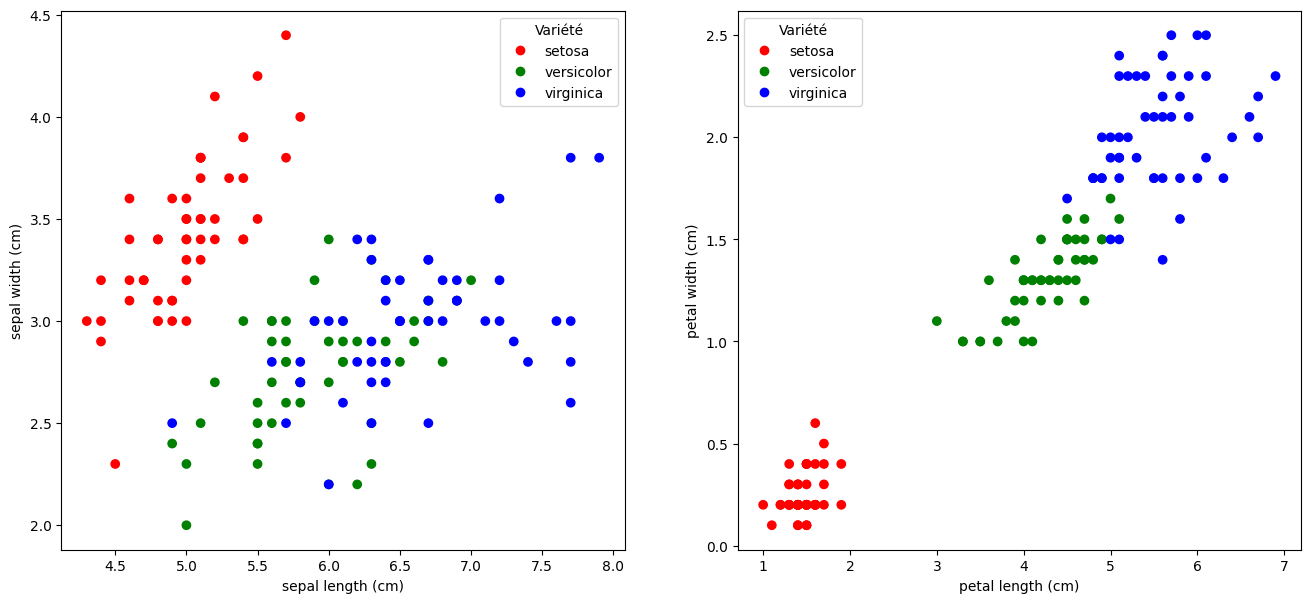 Variété
setosa
versicolor
virginica
4.5
4.0
3.5
3.0
2.5
2.0
sepal width (cm)
4.5 5.0 5.5 6.0 6.5 7.0 7.5 8.0
sepal length (cm)
Variété
setosa
versicolor
virginica
2.5
2.0
1.5
1.0
0.5
0.0
petal width (cm)
1 2 3 4 5 6 7
petal length (cm)